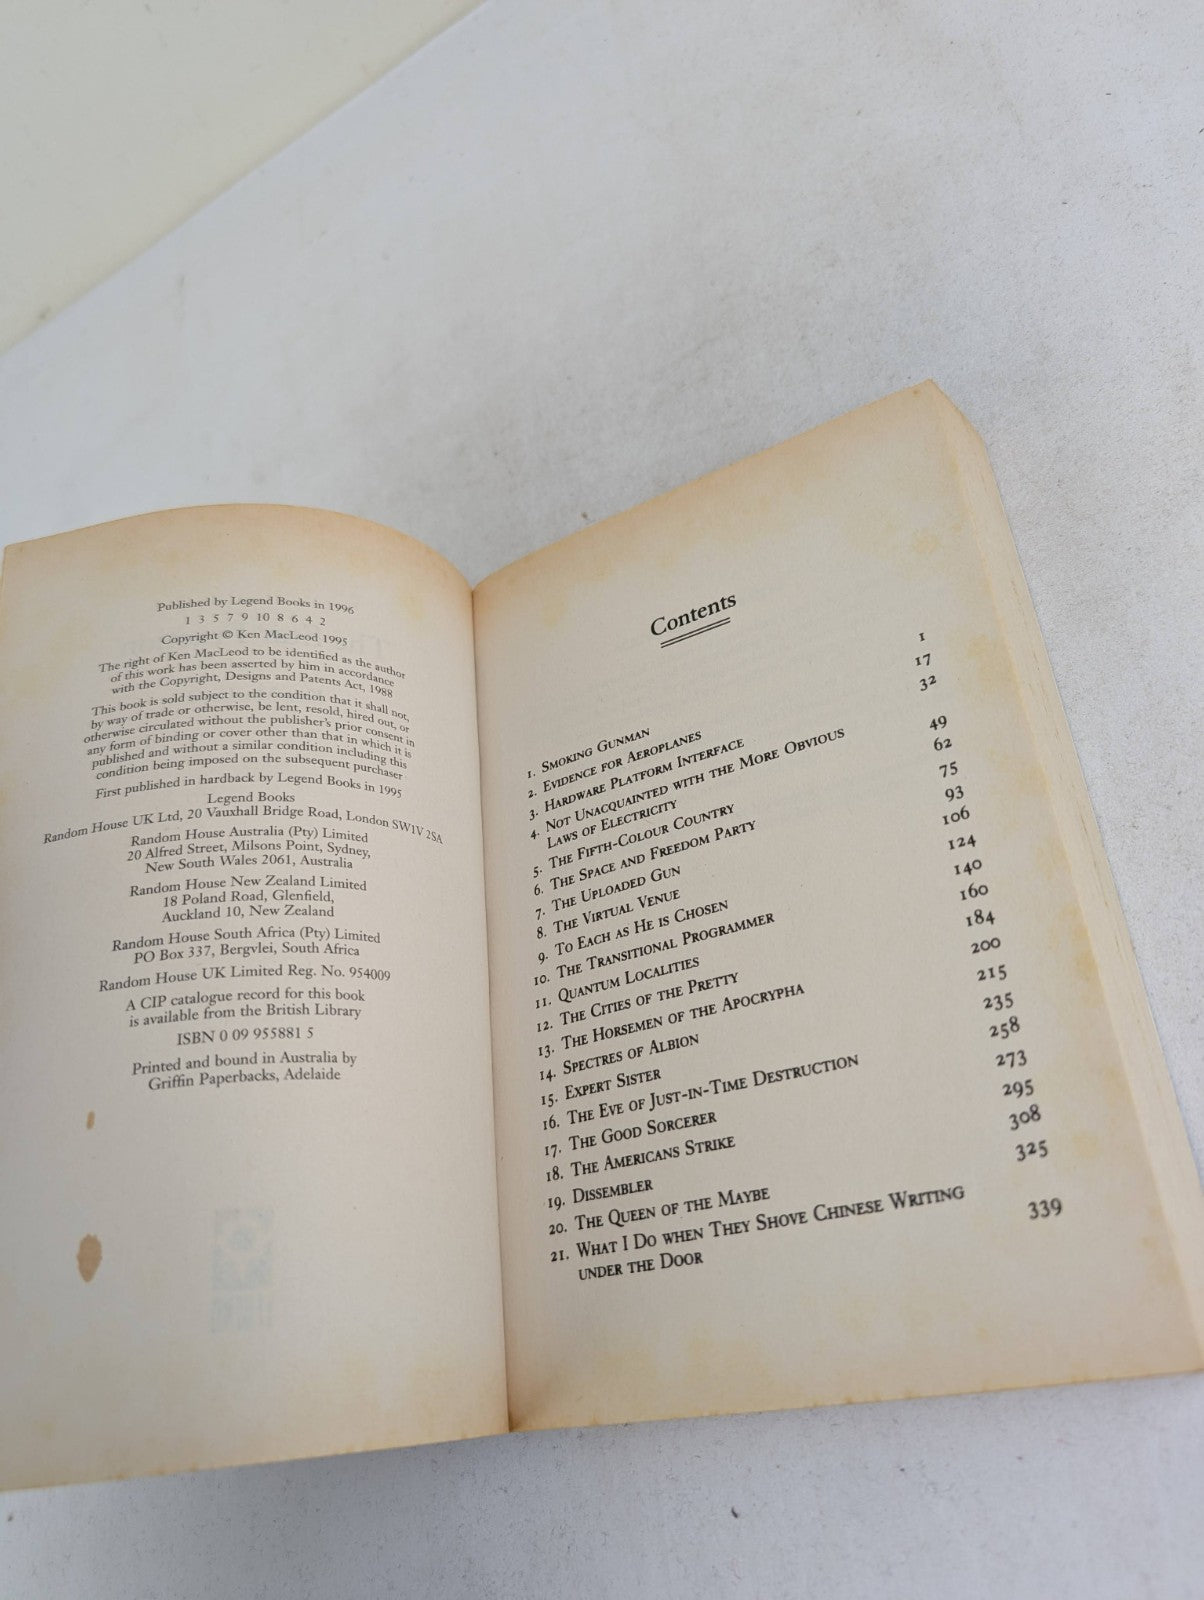 Published by Legend Books in 1996
1 3 5 7 9 10 8 6 4 2
Copyright © Ken MacLeod 1995
The right of Ken MacLeod to be identified as the author
of this work has been asserted by him in accordance
with the Copyright, Designs and Patents Act, 1988
This book is sold subject to the condition that it shall not,
by way of trade or otherwise, be lent, resold, hired out, or
otherwise circulated without the publisher's prior consent in
any form of binding or cover other than that in which it is
published and without a similar condition including this
condition being imposed on the subsequent purchaser
First published in hardback by Legend Books in 1995
Legend Books
Random House UK Ltd, 20 Vauxhall Bridge Road, London SW1V 2SA
Random House Australia (Pty) Limited
20 Alfred Street, Milsons Point, Sydney,
New South Wales 2061, Australia
Random House New Zealand Limited
18 Poland Road, Glenfield,
Auckland 10, New Zealand
Random House South Africa (Pty) Limited
PO Box 337, Bergvlei, South Africa
Random House UK Limited Reg. No. 954009
A CIP catalogue record for this book
is available from the British Library
ISBN 0 09 955881 5
Printed and bound in Australia by
Griffin Paperbacks, Adelaide
Contents
1. Smoking Gunman 1
2. Evidence for Aeroplanes 17
3. Hardware Platform Interface 32
4. Not Unacquainted with the More Obvious
Laws of Electricity 49
5. The Fifth-Colour Country 62
6. The Space and Freedom Party 75
7. The Uploaded Gun 93
8. The Virtual Venue 106
9. To Each as He is Chosen 124
10. The Transitional Programmer 140
11. Quantum Localities 160
12. The Cities of the Pretty 184
13. The Horsemen of the Apocrypha 200
14. Spectres of Albion 215
15. Expert Sister 235
16. The Eve of Just-in-Time Destruction 258
17. The Good Sorcerer 273
18. The Americans Strike 295
19. Dissembler 308
20. The Queen of the Maybe 325
21. What I Do when They Shove Chinese Writing
under the Door 339